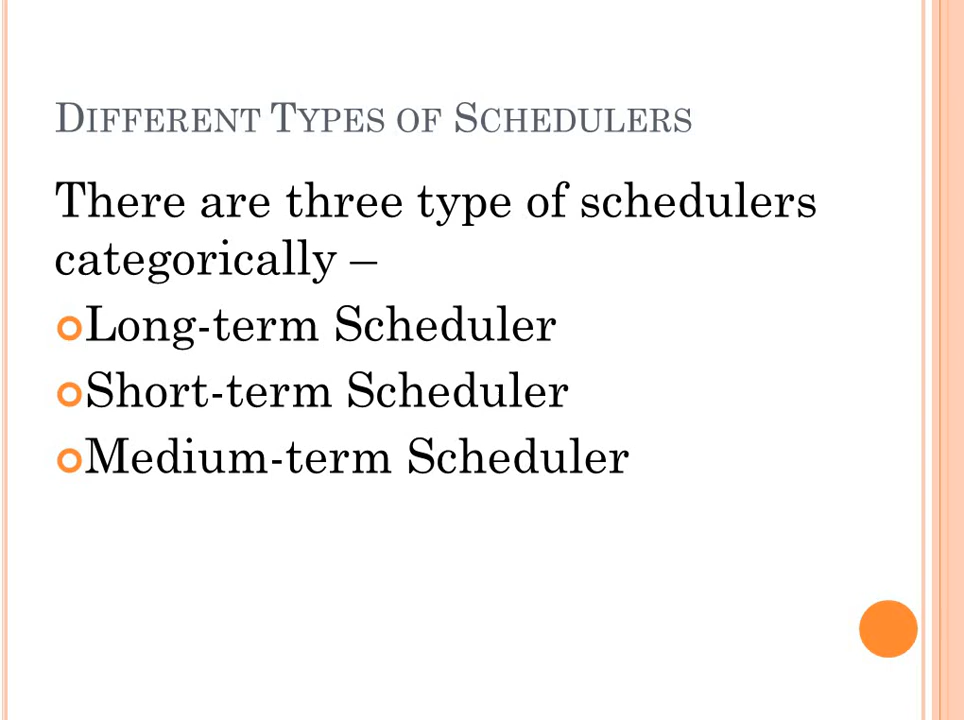 DIFFERENT TYPES OF SCHEDULERS
There are three type of schedulers
categorically –
Long-term Scheduler
Short-term Scheduler
Medium-term Scheduler